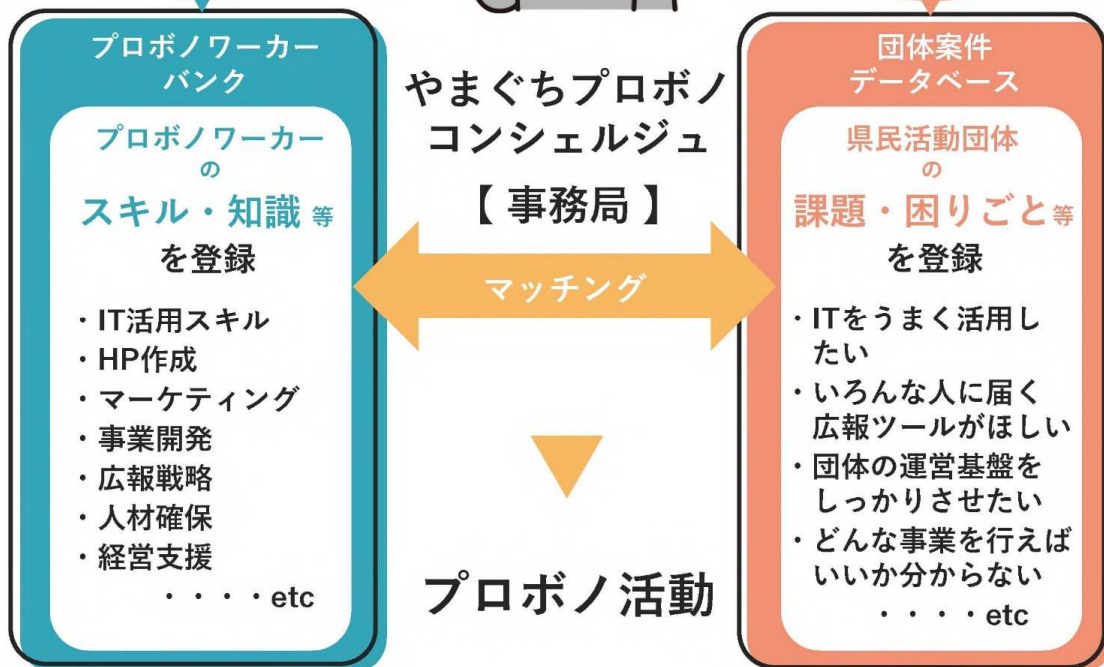 プロボノワーカー
バンク
プロボノワーカー
の
スキル・知識 等
を登録
・IT活用スキル
・HP作成
・マーケティング
・事業開発
・広報戦略
・人材確保
・経営支援
・・・・etc
やまぐちプロボノ
コンシェルジュ
【 事務局 】
マッチング
プロボノ活動
団体案件
データベース
県民活動団体
の
課題・困りごと等
を登録
・ITをうまく活用し
たい
・いろんな人に届く
広報ツールがほしい
・団体の運営基盤を
しっかりさせたい
・どんな事業を行えば
いいか分からない
・・・・etc